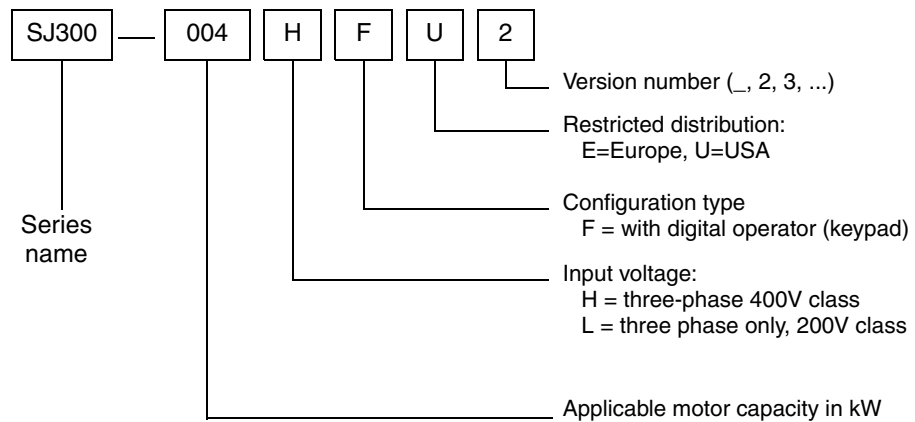 SJ300 — 004 H F U 2
Version number (_, 2, 3, ...)
Restricted distribution:
E=Europe, U=USA
Configuration type
F = with digital operator (keypad)
Series
name
Input voltage:
H = three-phase 400V class
L = three phase only, 200V class
Applicable motor capacity in kW